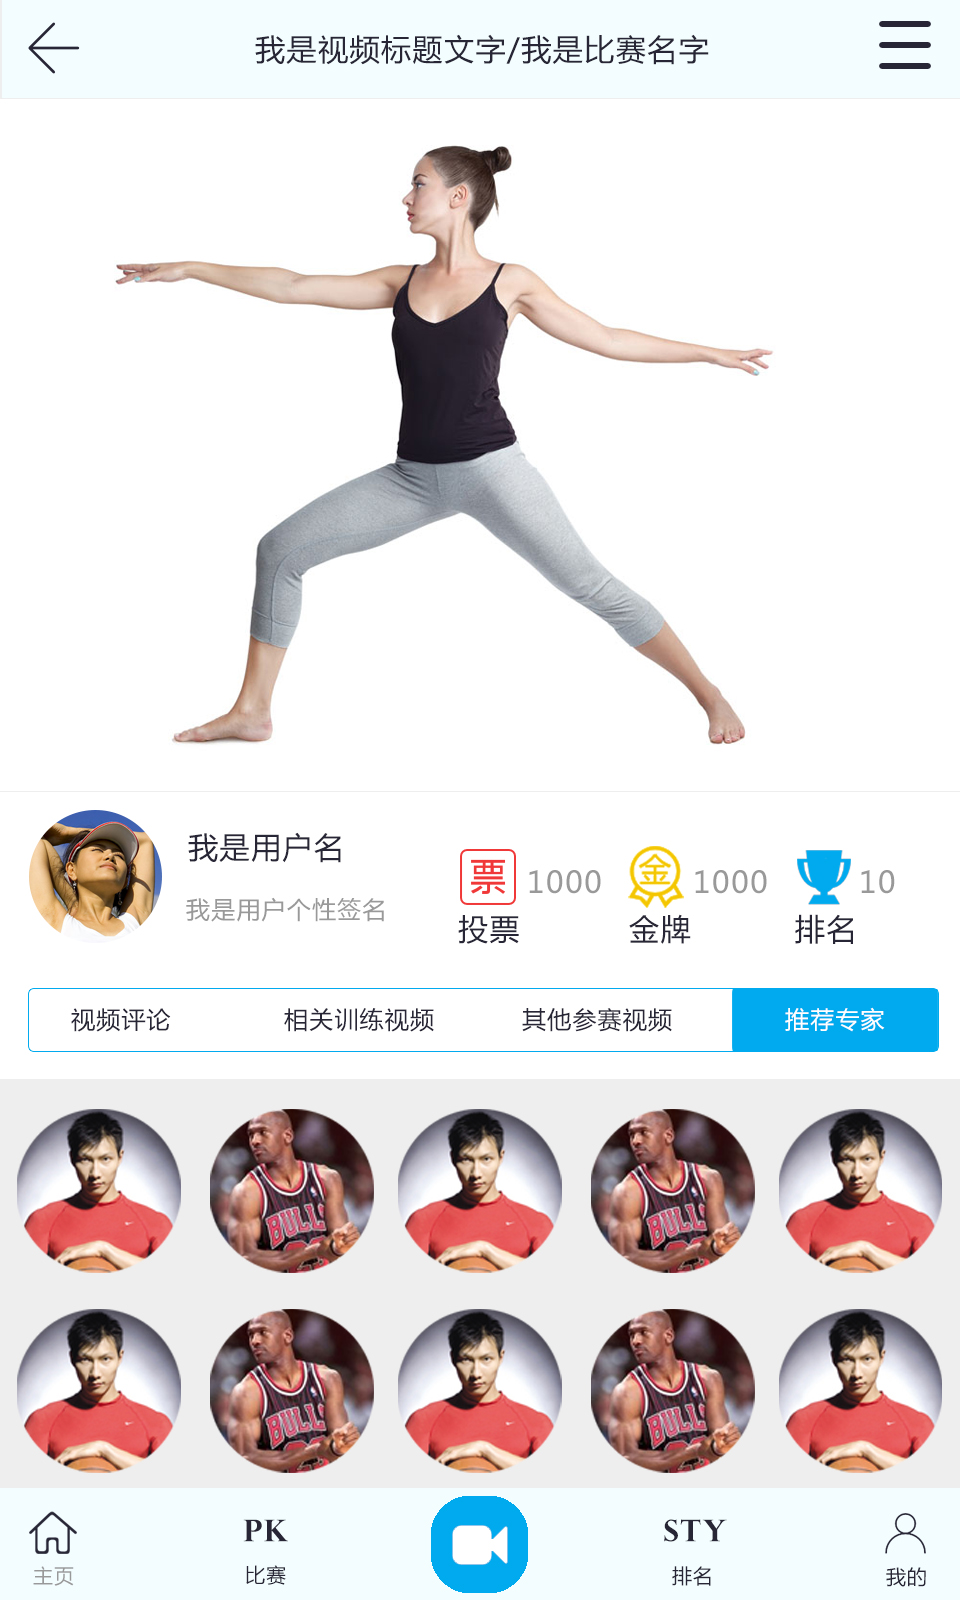 我是视频标题文字/我是比赛名字
我是用户名
我是用户个性签名
票 1000
投票
金 1000
金牌
10
排名
视频评论
相关训练视频
其他参赛视频
推荐专家
BULLS
BULLS
BULLS
BULLS
PK
STY
主页
比赛
排名
我的